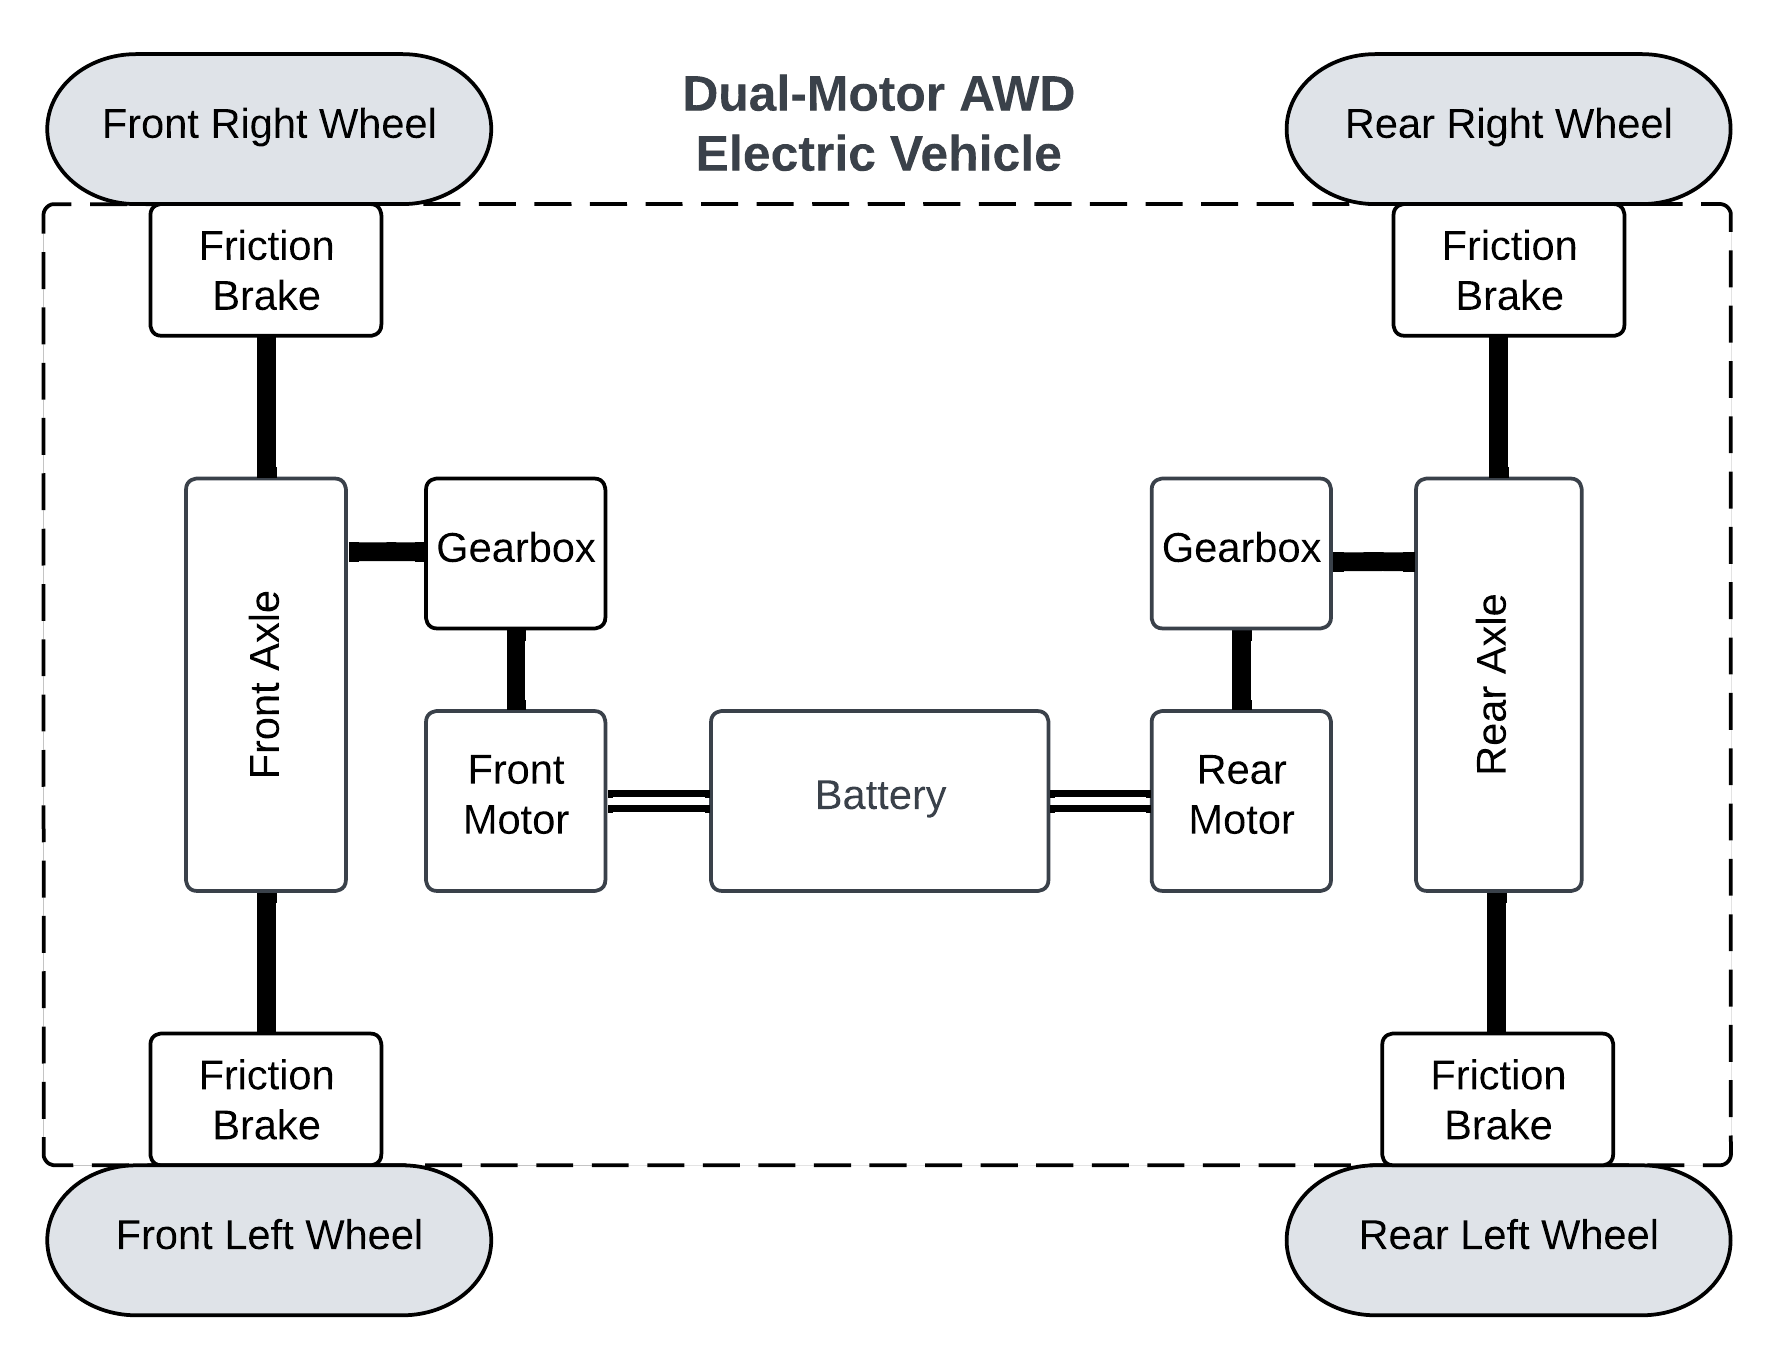 Front Right Wheel
Dual-Motor AWD
Electric Vehicle
Rear Right Wheel
Friction
Brake
Friction
Brake
Gearbox
Gearbox
Front Axle
Rear Axle
Front
Motor
Battery
Rear
Motor
Friction
Brake
Friction
Brake
Front Left Wheel
Rear Left Wheel